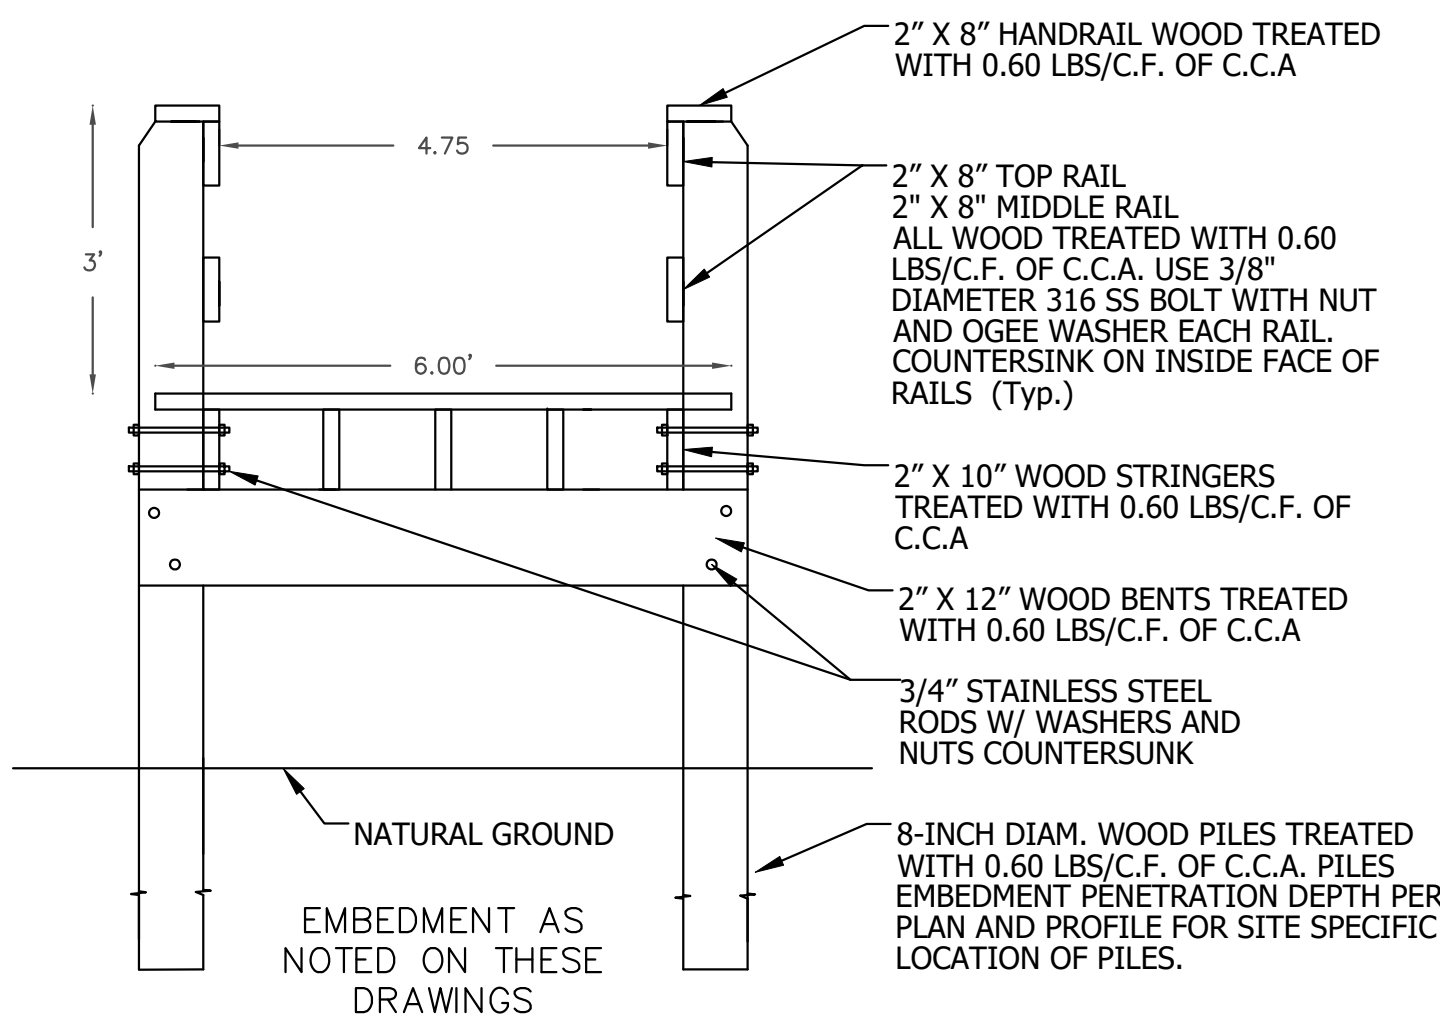 2” X 8” HANDRAIL WOOD TREATED
WITH 0.60 LBS/C.F. OF C.C.A
4.75
3'
2” X 8” TOP RAIL
2" X 8" MIDDLE RAIL
ALL WOOD TREATED WITH 0.60
LBS/C.F. OF C.C.A. USE 3/8"
DIAMETER 316 SS BOLT WITH NUT
AND OGEE WASHER EACH RAIL.
COUNTERSINK ON INSIDE FACE OF
RAILS (Typ.)
6.00'
2” X 10” WOOD STRINGERS
TREATED WITH 0.60 LBS/C.F. OF
C.C.A
2” X 12” WOOD BENTS TREATED
WITH 0.60 LBS/C.F. OF C.C.A
3/4” STAINLESS STEEL
RODS W/ WASHERS AND
NUTS COUNTERSUNK
NATURAL GROUND
8-INCH DIAM. WOOD PILES TREATED
WITH 0.60 LBS/C.F. OF C.C.A. PILES
EMBEDMENT PENETRATION DEPTH PER
PLAN AND PROFILE FOR SITE SPECIFIC
LOCATION OF PILES.
EMBEDMENT AS
NOTED ON THESE
DRAWINGS